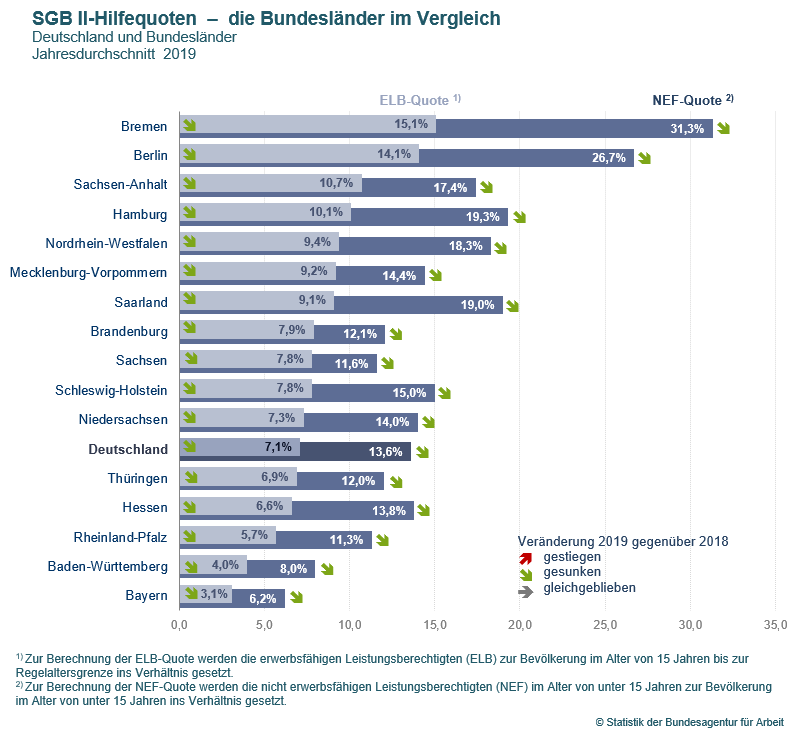 SGB II-Hilfequoten – die Bundesländer im Vergleich
Deutschland und Bundesländer
Jahresdurchschnitt 2019
ELB-Quote 1) NEF-Quote 2)
Bremen 15,1% 31,3%
Berlin 14,1% 26,7%
Sachsen-Anhalt 10,7% 17,4%
Hamburg 10,1% 19,3%
Nordrhein-Westfalen 9,4% 18,3%
Mecklenburg-Vorpommern 9,2% 14,4%
Saarland 9,1% 19,0%
Brandenburg 7,9% 12,1%
Sachsen 7,8% 11,6%
Schleswig-Holstein 7,8% 15,0%
Niedersachsen 7,3% 14,0%
Deutschland 7,1% 13,6%
Thüringen 6,9% 12,0%
Hessen 6,6% 13,8%
Rheinland-Pfalz 5,7% 11,3%
Baden-Württemberg 4,0% 8,0%
Bayern 3,1% 6,2%
Veränderung 2019 gegenüber 2018
gestiegen
gesunken
gleichgeblieben
0,0 5,0 10,0 15,0 20,0 25,0 30,0 35,0
1) Zur Berechnung der ELB-Quote werden die erwerbsfähigen Leistungsberechtigten (ELB) zur Bevölkerung im Alter von 15 Jahren bis zur
Regelaltersgrenze ins Verhältnis gesetzt.
2) Zur Berechnung der NEF-Quote werden die nicht erwerbsfähigen Leistungsberechtigten (NEF) im Alter von unter 15 Jahren zur Bevölkerung
im Alter von unter 15 Jahren ins Verhältnis gesetzt.
© Statistik der Bundesagentur für Arbeit